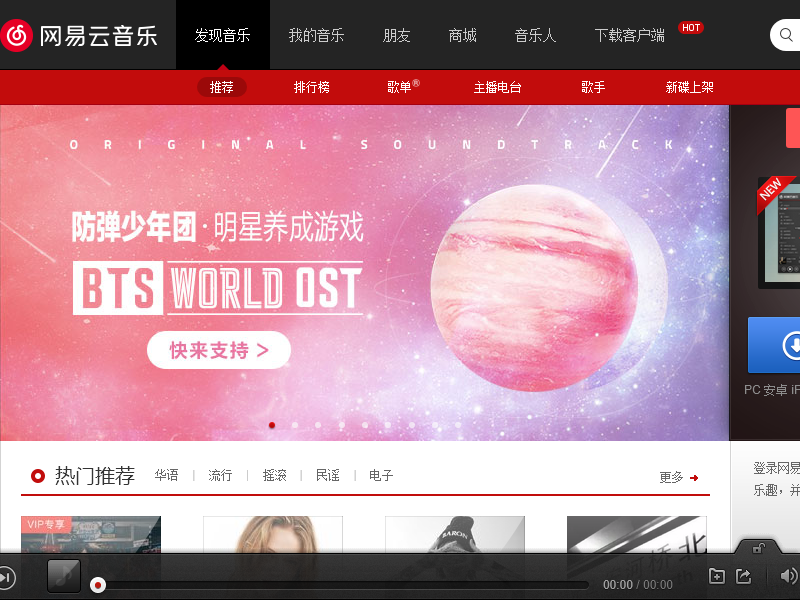 网易云音乐
发现音乐 我的音乐 朋友 商城 音乐人 下载客户端 HOT
推荐 排行榜 歌单® 主播电台 歌手 新碟上架
ORIGINAL SOUNDTRACK
防弹少年团·明星养成游戏
BTS WORLD OST
快来支持 >
NEW
PC 安卓 iP
热门推荐 华语 | 流行 | 摇滚 | 民谣 | 电子 更多
登录网易
乐趣，并
VIP专享
BARON
河桥北
00:00 / 00:00